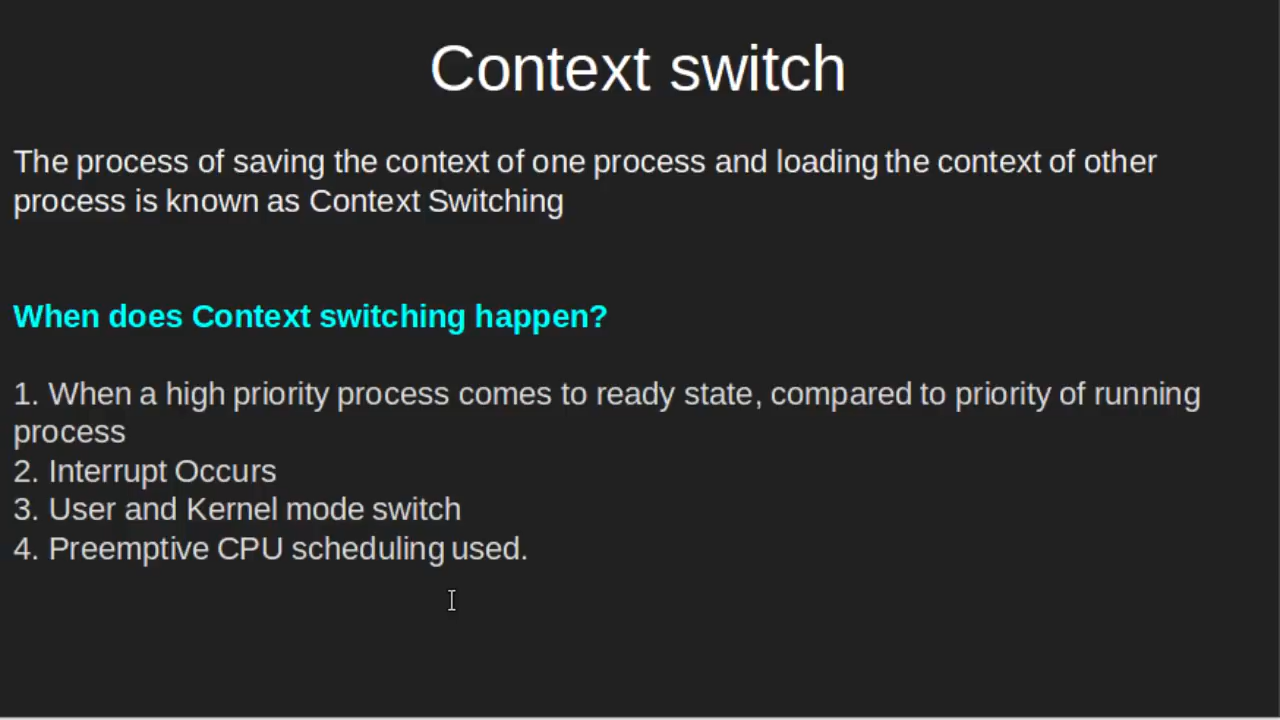 Context switch
The process of saving the context of one process and loading the context of other
process is known as Context Switching
When does Context switching happen?
1. When a high priority process comes to ready state, compared to priority of running
process
2. Interrupt Occurs
3. User and Kernel mode switch
4. Preemptive CPU scheduling used.